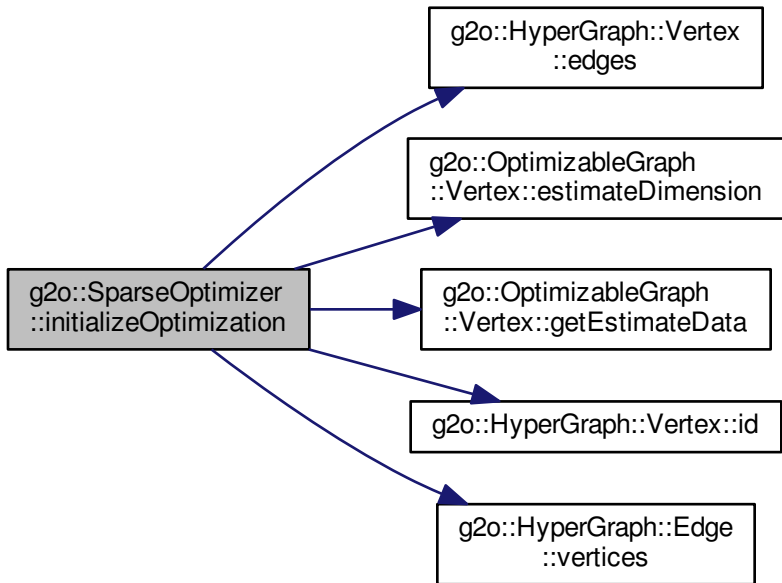 g2o::HyperGraph::Vertex
::edges
g2o::OptimizableGraph
::Vertex::estimateDimension
g2o::SparseOptimizer
::initializeOptimization
g2o::OptimizableGraph
::Vertex::getEstimateData
g2o::HyperGraph::Vertex::id
g2o::HyperGraph::Edge
::vertices